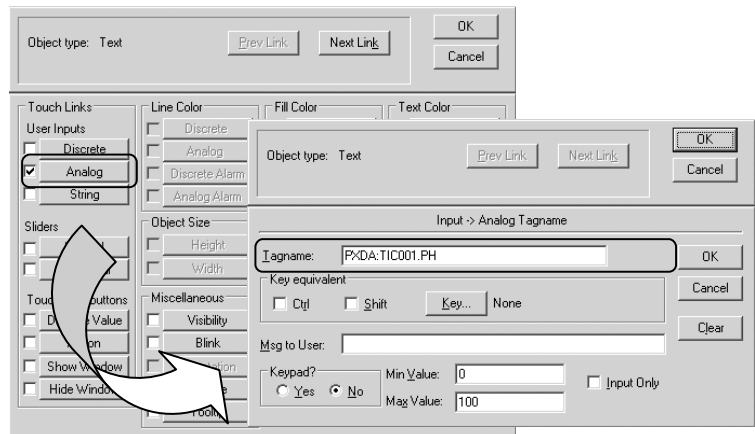 Object type: Text
Prev Link
Next Link
OK
Cancel
Touch Links
User Inputs
Discrete
Analog
String
Sliders
Line Color
Discrete
Analog
Discrete Alarm
Analog Alarm
Object Size
Height
Width
Miscellaneous
Visibility
Blink
Fill Color
Text Color
Value
Show Window
Hide Window
Object type: Text
Prev Link
Next Link
OK
Cancel
Input -> Analog Tagname
Tagname: PXDA:TIC001.PH
OK
Key equivalent
Ctrl
Shift
Key...
None
Cancel
Msg to User:
Clear
Keypad?
Yes
No
Min Value: 0
Max Value: 100
Input Only